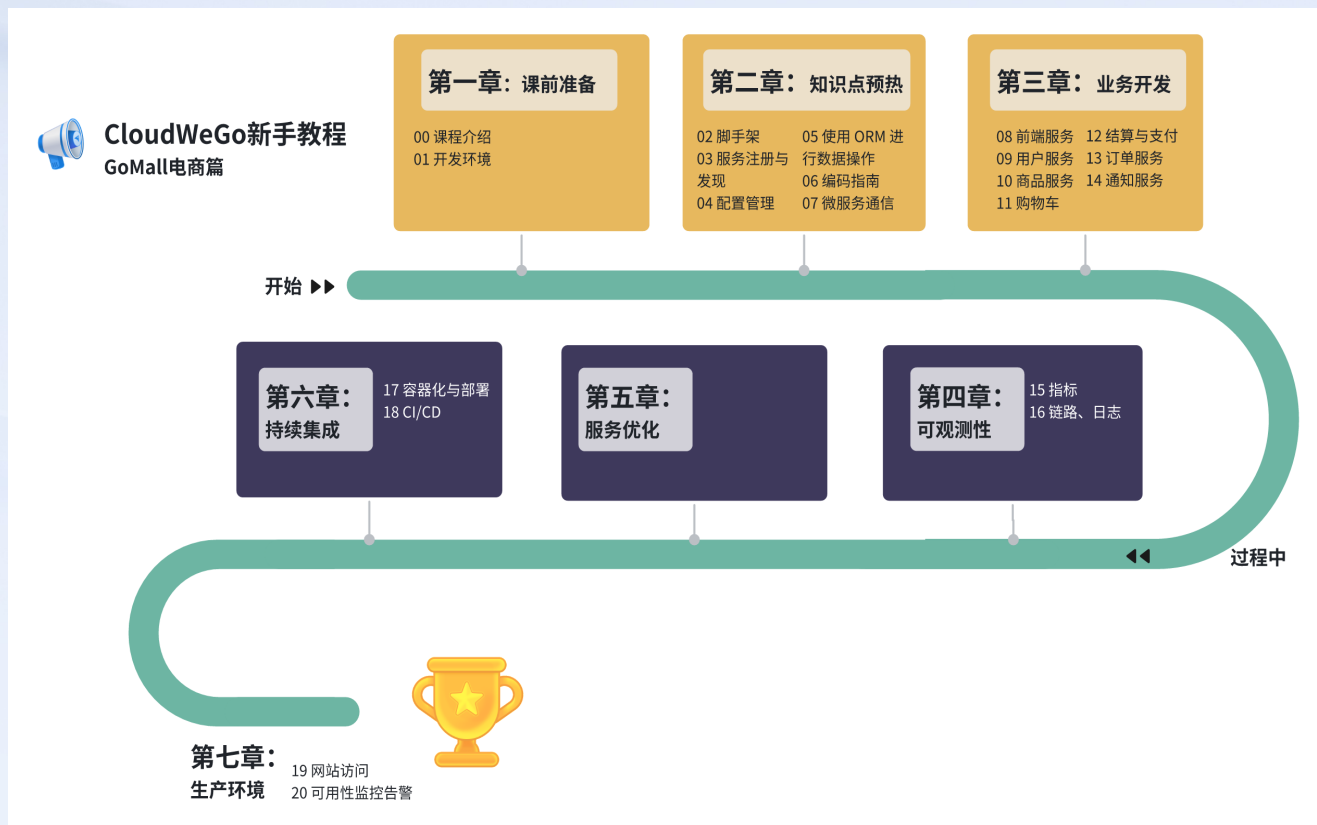 CloudWeGo新手教程
GoMall电商篇
第一章：课前准备
00 课程介绍
01 开发环境
第二章：知识点预热
02 脚手架
03 服务注册与
发现
04 配置管理
05 使用 ORM 进
行数据操作
06 编码指南
07 微服务通信
第三章：业务开发
08 前端服务
09 用户服务
10 商品服务
11 购物车
12 结算与支付
13 订单服务
14 通知服务
开始
第六章：
持续集成
17 容器化与部署
18 CI/CD
第五章：
服务优化
第四章：
可观测性
15 指标
16 链路、日志
过程中
第七章：
生产环境
19 网站访问
20 可用性监控告警